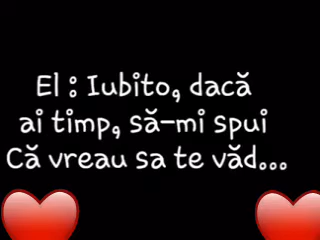 El : Iubito, dacă
ai timp, să-mi spui
Că vreau sa te văd...